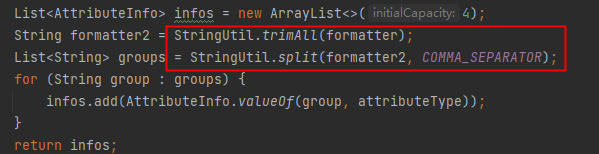 List<AttributeInfo> infos = new ArrayList<>( initialCapacity: 4);
String formatter2 = StringUtil.trimAll(formatter);
List<String> groups = StringUtil.split(formatter2, COMMA_SEPARATOR);
for (String group : groups) {
infos.add(AttributeInfo.valueOf(group, attributeType));
}
return infos;